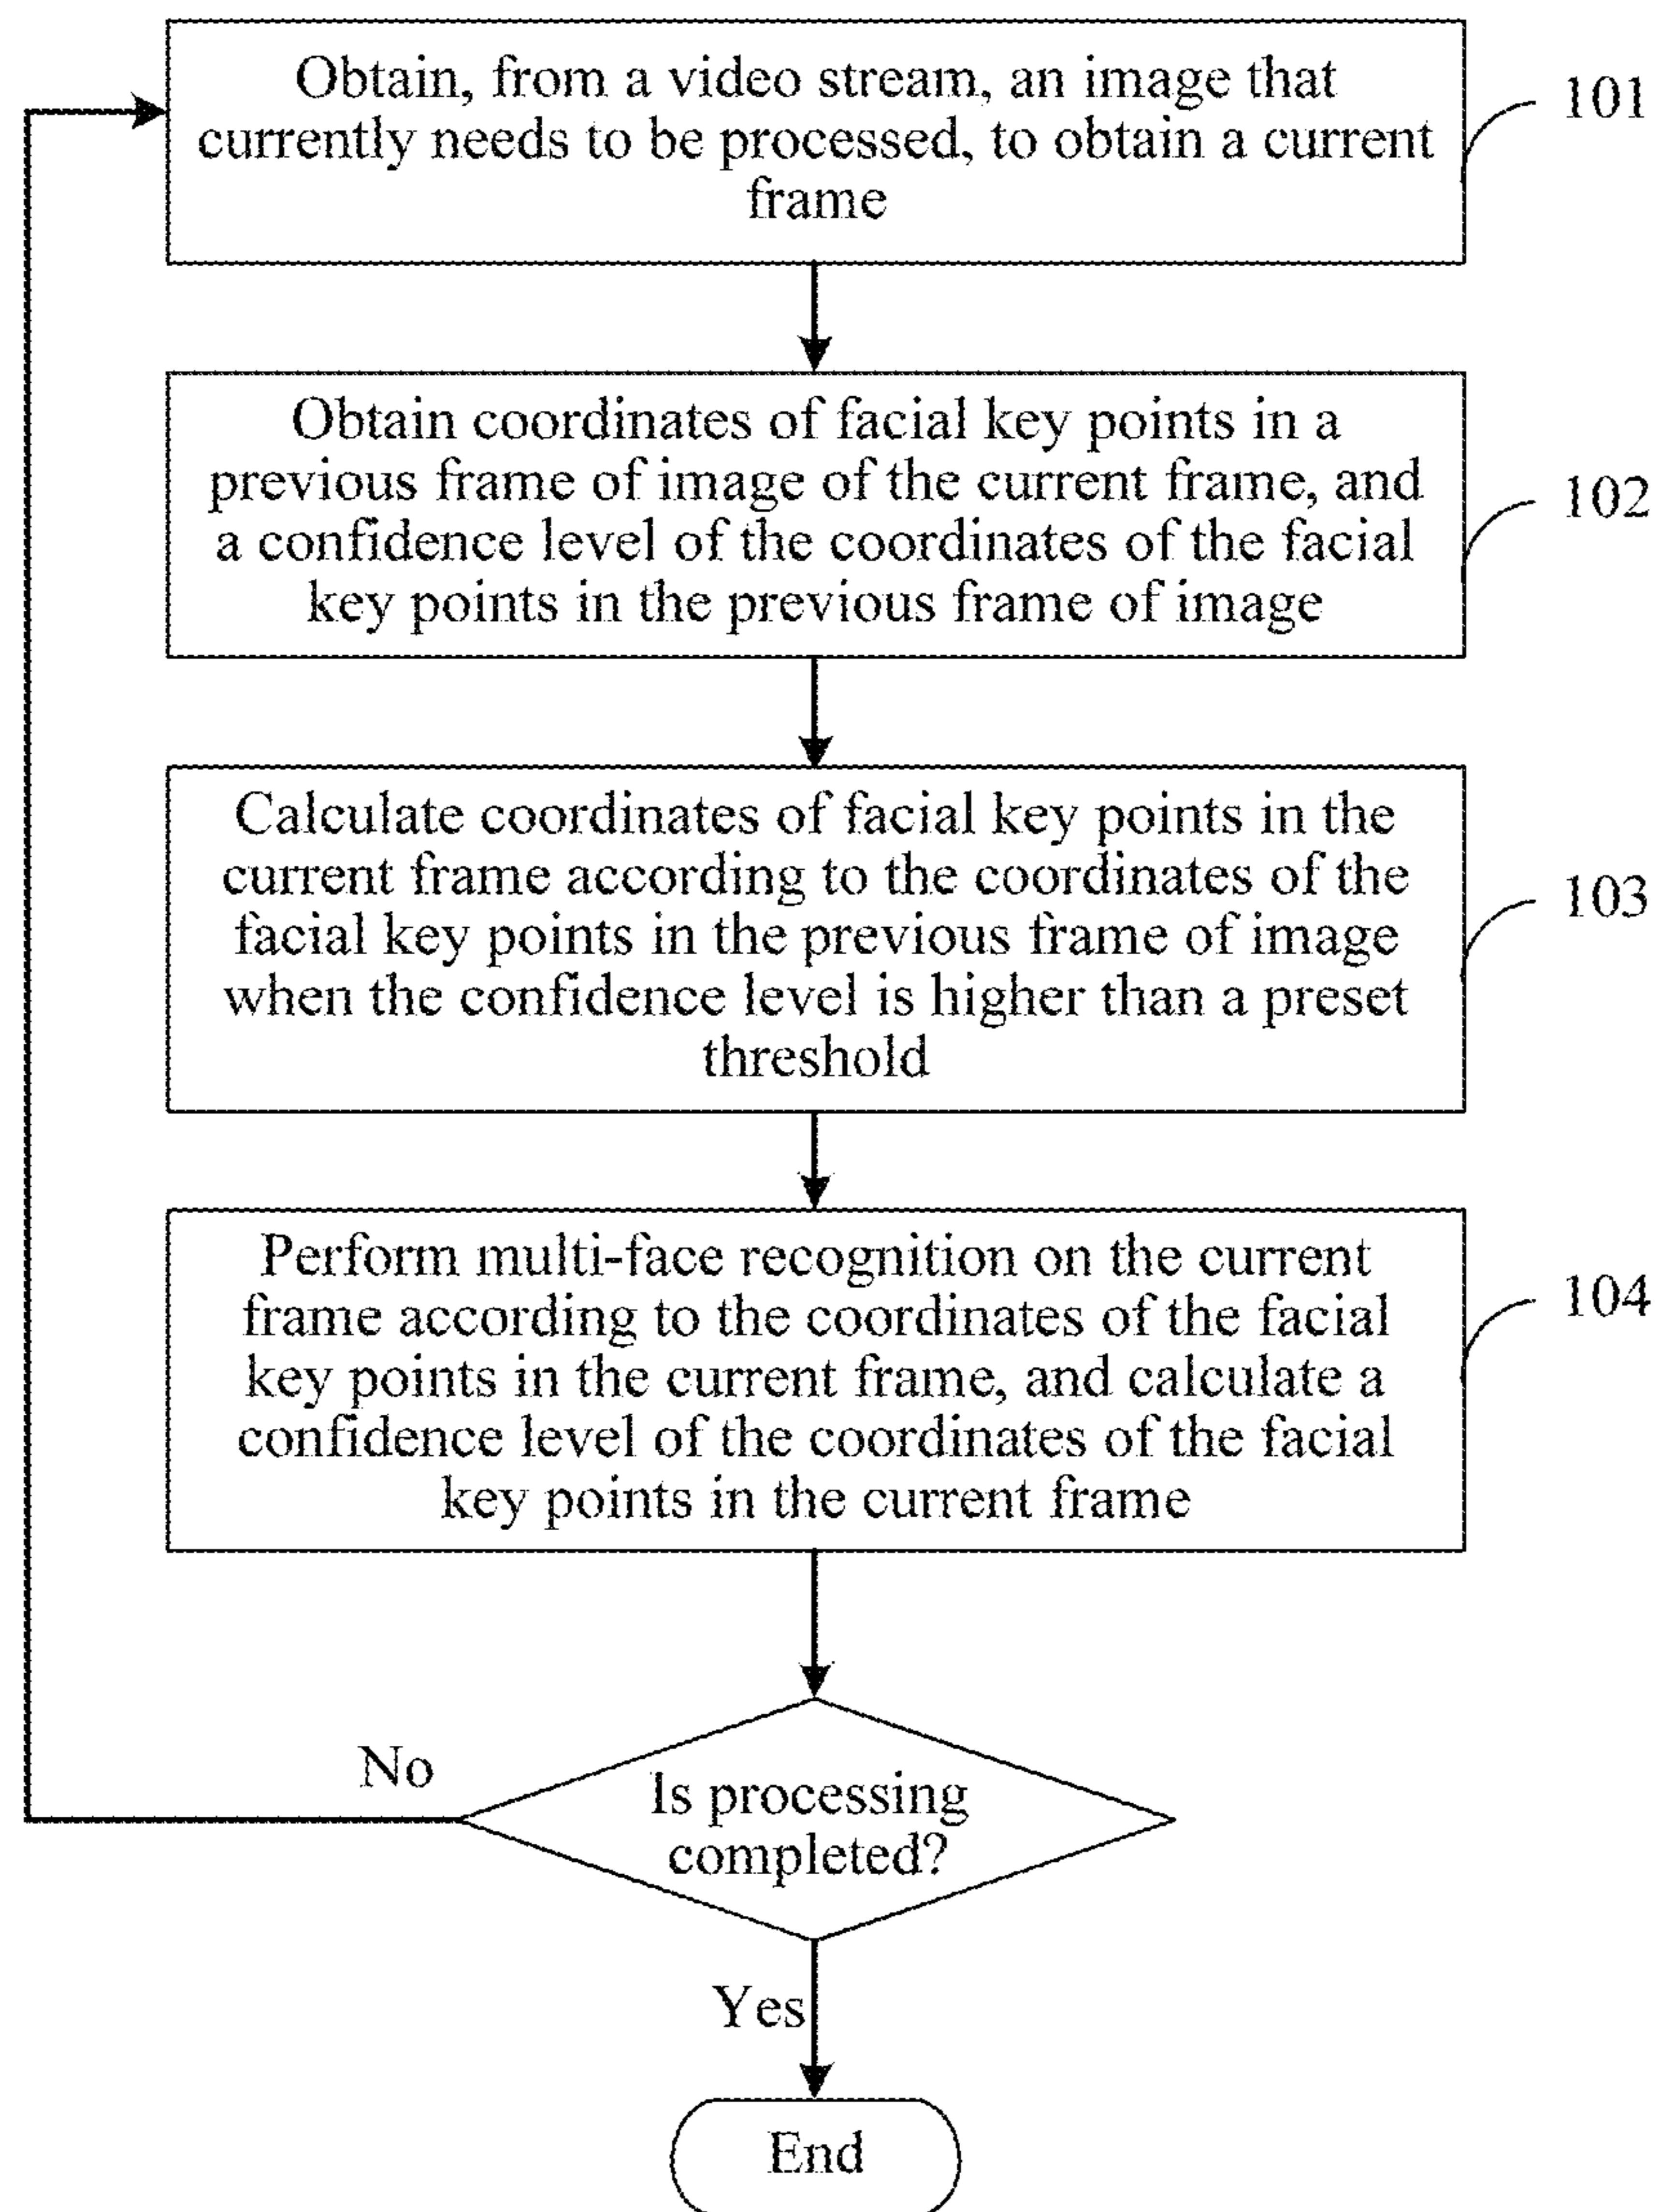 Obtain, from a video stream, an image that
currently needs to be processed, to obtain a current
frame
101
Obtain coordinates of facial key points in a
previous frame of image of the current frame, and
a confidence level of the coordinates of the facial
key points in the previous frame of image
102
Calculate coordinates of facial key points in the
current frame according to the coordinates of the
facial key points in the previous frame of image
when the confidence level is higher than a preset
threshold
103
Perform multi-face recognition on the current
frame according to the coordinates of the facial
key points in the current frame, and calculate a
confidence level of the coordinates of the facial
key points in the current frame
104
No
Is processing
completed?
Yes
End